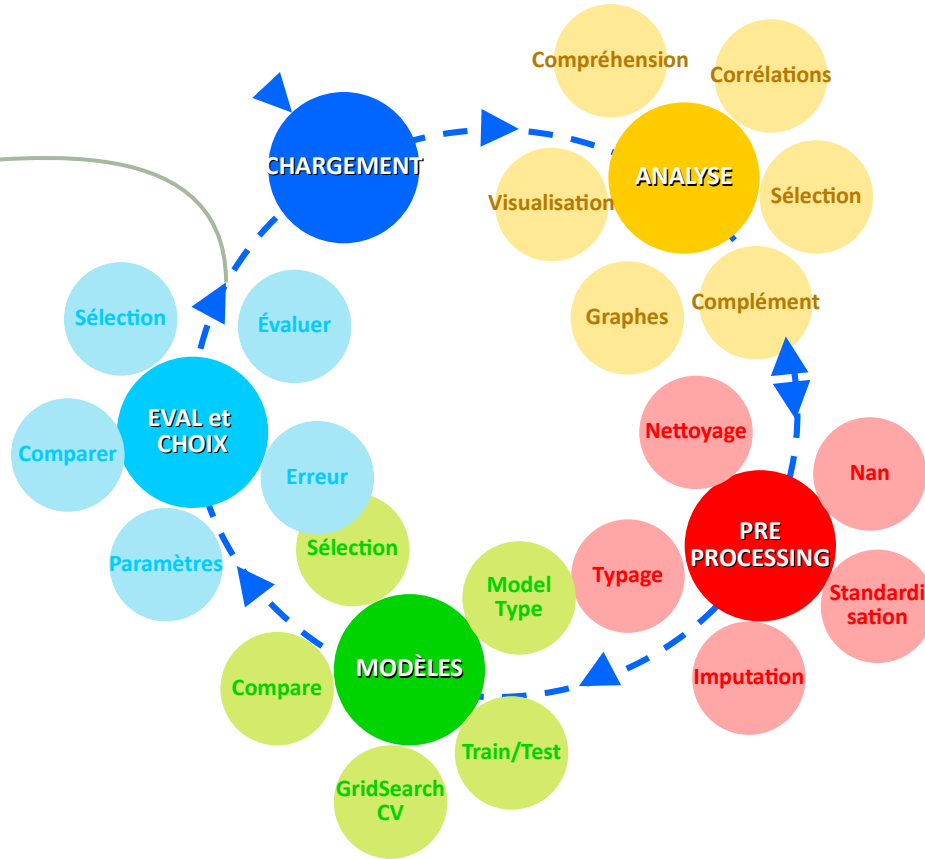 Compréhension
Corrélations
CHARGEMENT
ANALYSE
Visualisation
Sélection
Complément
Graphes
Sélection
Évaluer
EVAL et
CHOIX
Comparer
Erreur
Paramètres
Nettoyage
Nan
PRE
PROCESSING
Typage
Standardi
sation
Imputation
Sélection
Model
Type
MODÈLES
Compare
Train/Test
GridSearch
CV